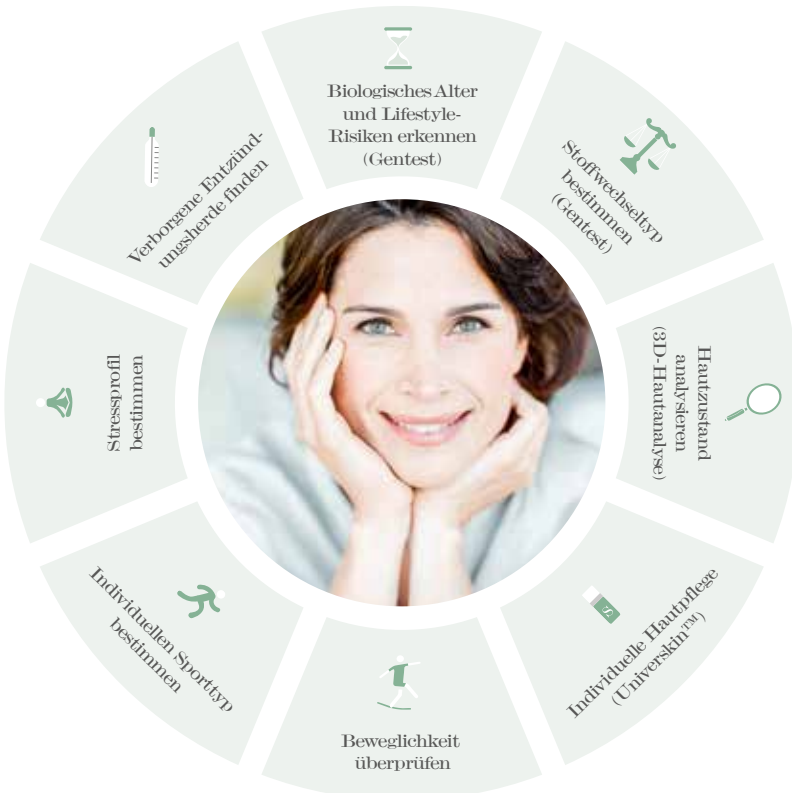 Biologisches Alter
und Lifestyle-
Risiken erkennen
(Gentest)
Stoffwechseltyp
bestimmen
(Gentest)
Hautzustand
analysieren
(3D-Hautanalyse)
Individuelle Hautpflege
(Universkin™)
Beweglichkeit
überprüfen
Individuellen Sporttyp
bestimmen
Stressprofil
bestimmen
Verborgene Entzünd-
ungsherde finden